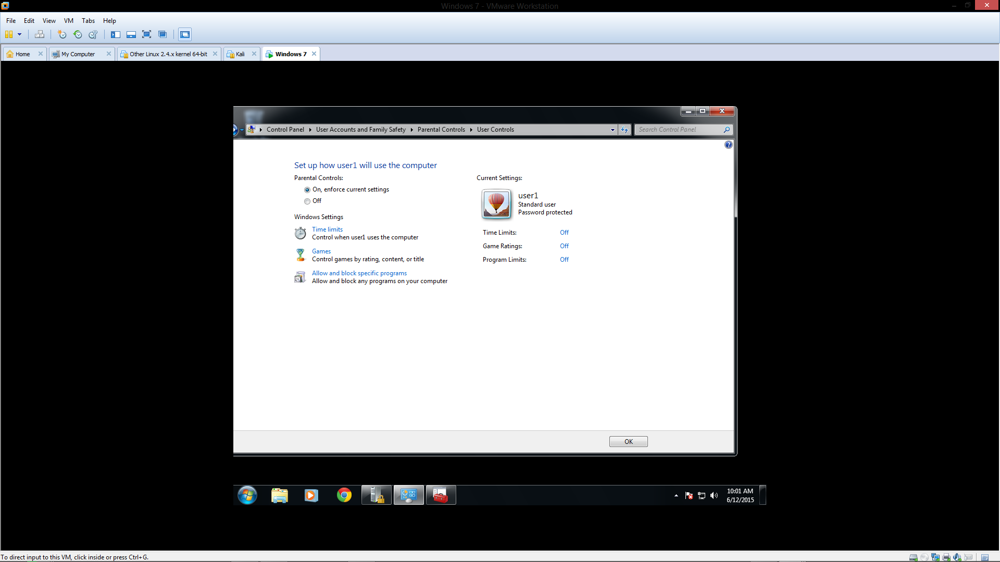 Windows 7 - VMware Workstation
File Edit View VM Tabs Help
Home My Computer Other Linux 2.4.x kernel 64-bit Kali Windows 7
Control Panel User Accounts and Family Safety Parental Controls User Controls Search Control Panel
Set up how user1 will use the computer
Parental Controls:
On, enforce current settings
Off
Windows Settings
Time limits
Control when user1 uses the computer
Games
Control games by rating, content, or title
Allow and block specific programs
Allow and block any programs on your computer
Current Settings:
user1
Standard user
Password protected
Time Limits: Off
Game Ratings: Off
Program Limits: Off
OK
10:01 AM
6/12/2015
To direct input to this VM, click inside or press Ctrl+G.